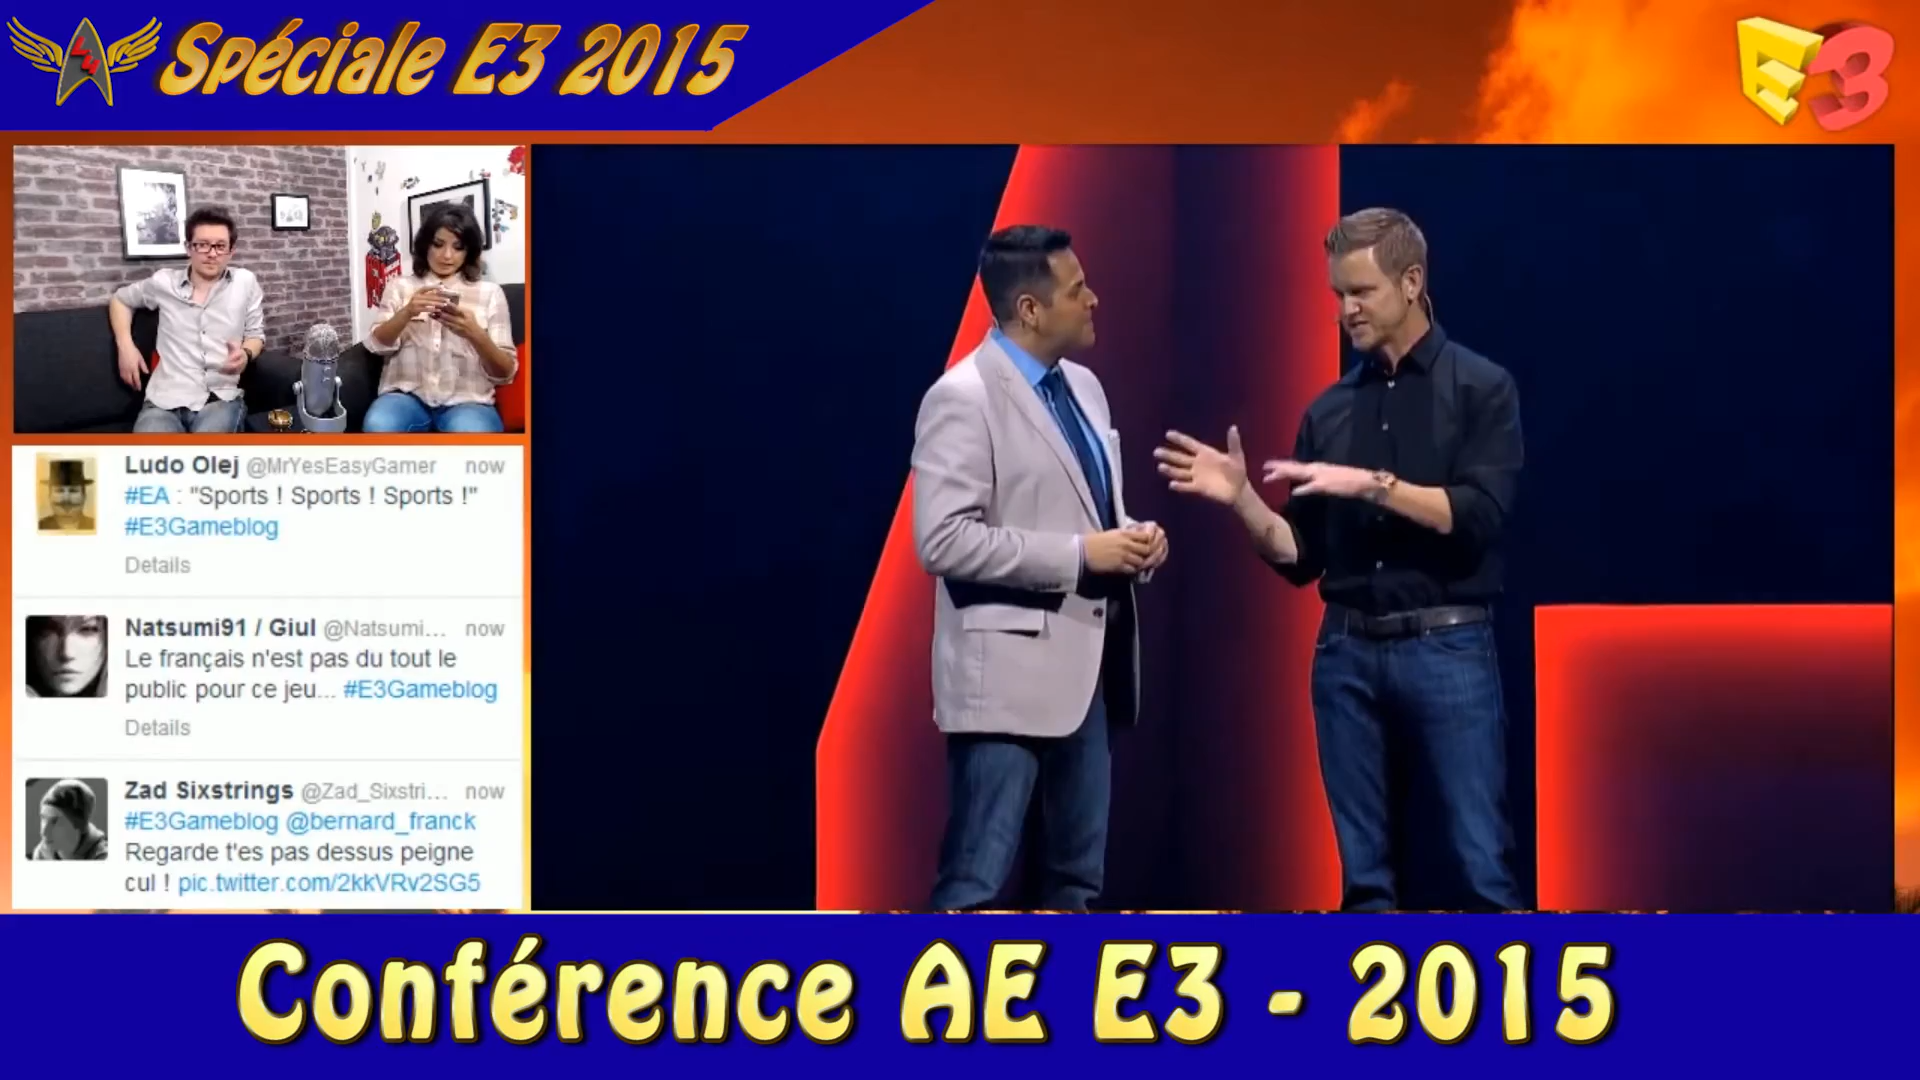 Spéciale E3 2015
E3
Ludo Olej @MrYesEasyGamer now
#EA : "Sports ! Sports ! Sports !"
#E3Gameblog
Details
Natsumi91 / Giul @Natsumi... now
Le français n'est pas du tout le
public pour ce jeu... #E3Gameblog
Details
Zad Sixstrings @Zad_Sixstri... now
#E3Gameblog @bernard_franck
Regarde t'es pas dessus peigne
cul ! pic.twitter.com/2kkVRv2SG5
Conférence AE E3 - 2015